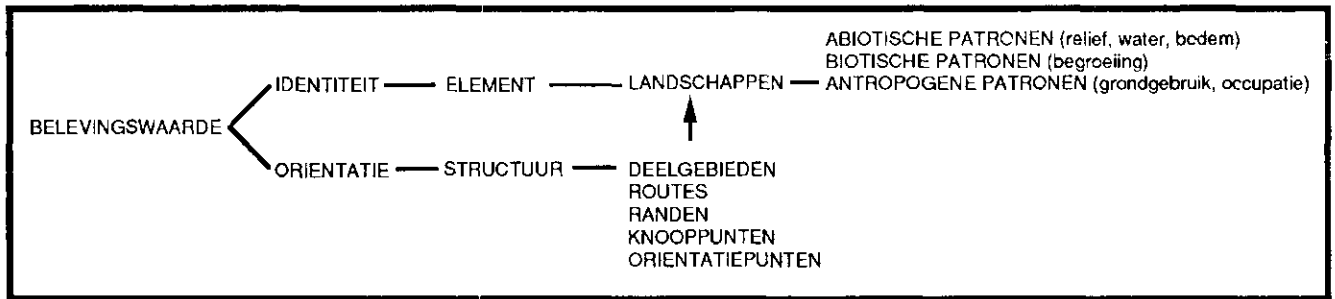 ABIOTISCHE PATRONEN (relief, water, bodem)
BIOTISCHE PATRONEN (begroeiing)
IDENTITEIT ELEMENT LANDSCHAPPEN ANTROPOGENE PATRONEN (grondgebruik, occupatie)
BELEVINGSWAARDE
ORIENTATIE STRUCTUUR DEELGEBIEDEN
ROUTES
RANDEN
KNOOPPUNTEN
ORIENTATIEPUNTEN